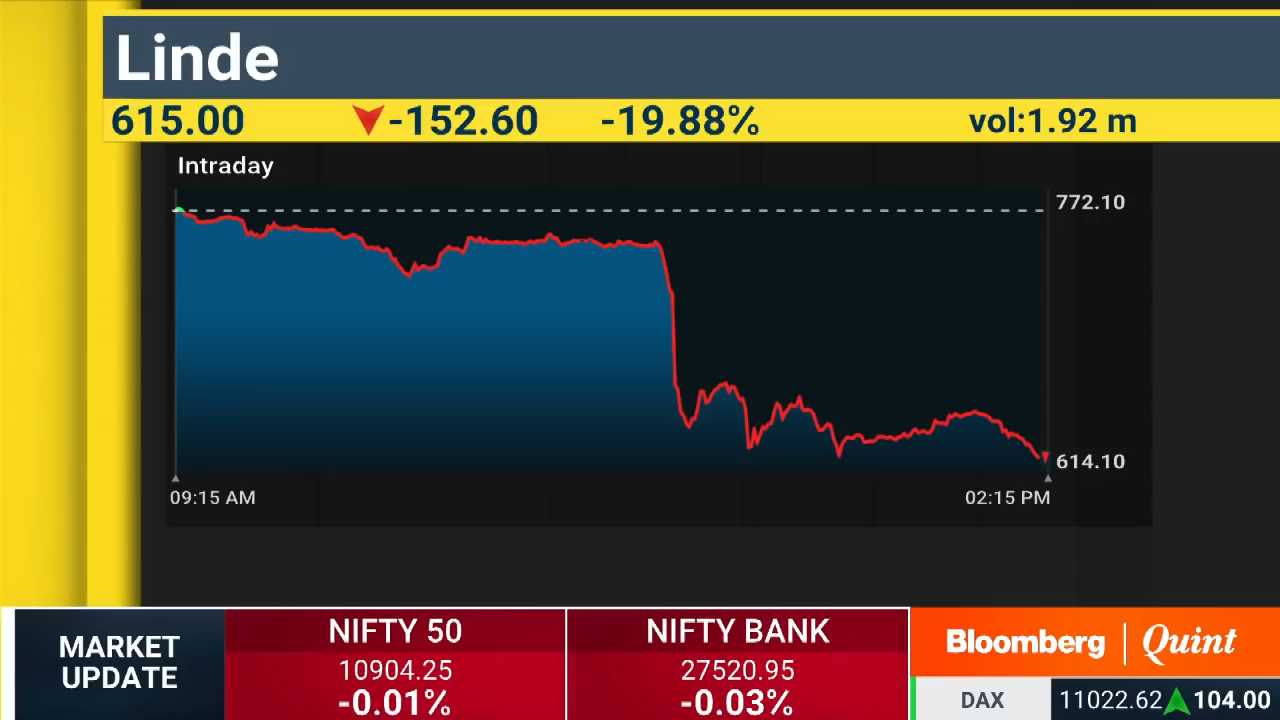 Linde
615.00 -152.60 -19.88% vol:1.92 m
Intraday
772.10
614.10
09:15 AM 02:15 PM
MARKET
UPDATE
NIFTY 50
10904.25
-0.01%
NIFTY BANK
27520.95
-0.03%
Bloomberg | Quint
DAX 11022.62 104.00